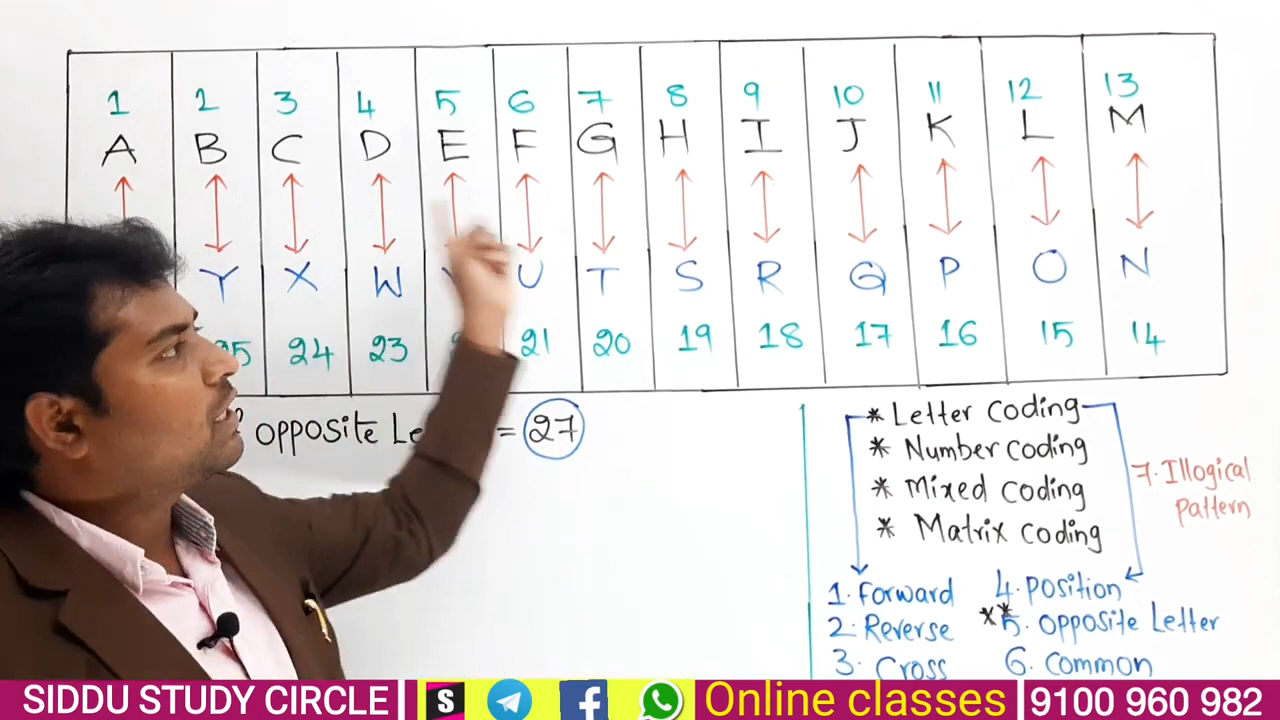 1 2 3 4 5 6 7 8 9 10 11 12 13
A B C D E F G H I J K L M
Y X W U T S R Q P O N
25 24 23 21 20 19 18 17 16 15 14
opposite = 27
* Letter coding
* Number coding
* Mixed coding
* Matrix coding
7. Illogical
pattern
1. Forward 4. position
2. Reverse ** 5. opposite Letter
3. Cross 6. common
SIDDU STUDY CIRCLE S f Online classes 9100 960 982